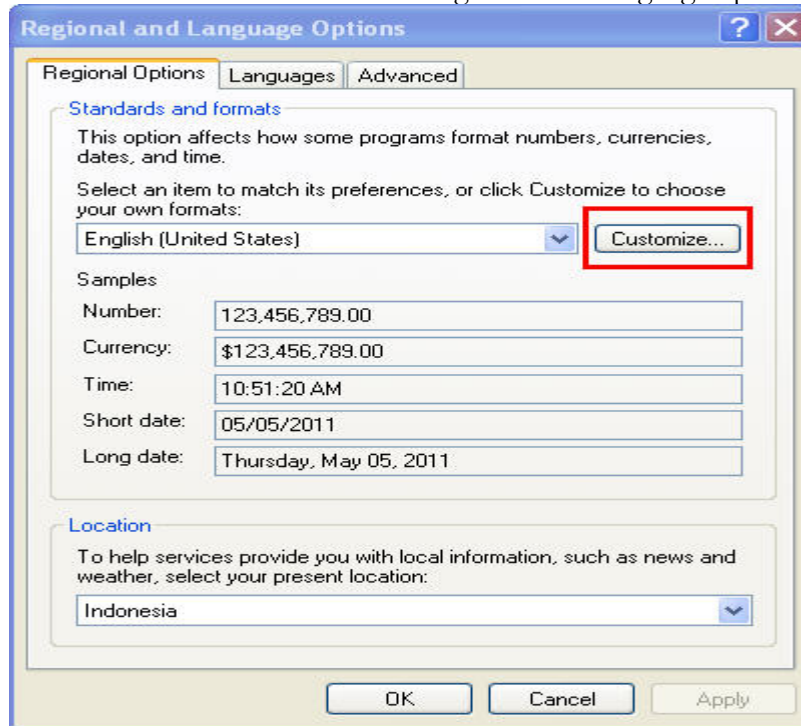 Regional and Language Options
Regional Options Languages Advanced
Standards and formats
This option affects how some programs format numbers, currencies,
dates, and time.
Select an item to match its preferences, or click Customize to choose
your own formats:
English (United States) Customize...
Samples
Number: 123,456,789.00
Currency: $123,456,789.00
Time: 10:51:20 AM
Short date: 05/05/2011
Long date: Thursday, May 05, 2011
Location
To help services provide you with local information, such as news and
weather, select your present location:
Indonesia
OK Cancel Apply